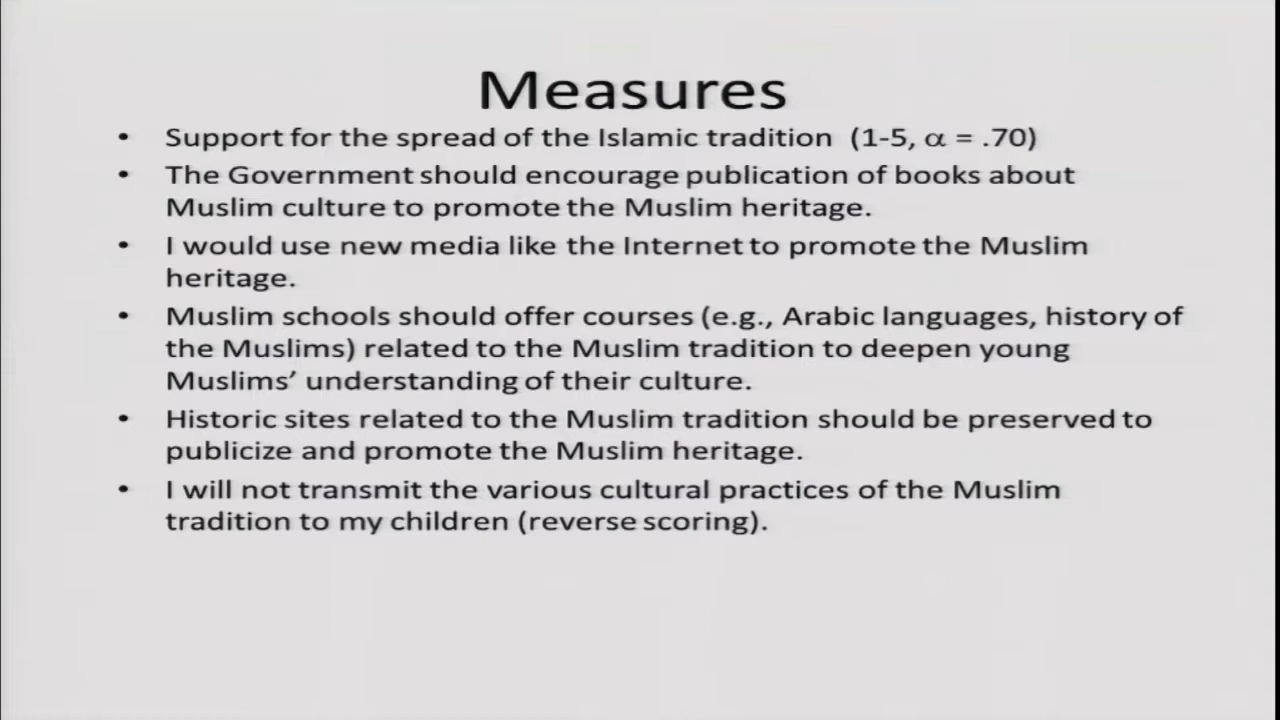 Measures
• Support for the spread of the Islamic tradition (1-5, α = .70)
• The Government should encourage publication of books about
Muslim culture to promote the Muslim heritage.
• I would use new media like the Internet to promote the Muslim
heritage.
• Muslim schools should offer courses (e.g., Arabic languages, history of
the Muslims) related to the Muslim tradition to deepen young
Muslims’ understanding of their culture.
• Historic sites related to the Muslim tradition should be preserved to
publicize and promote the Muslim heritage.
• I will not transmit the various cultural practices of the Muslim
tradition to my children (reverse scoring).